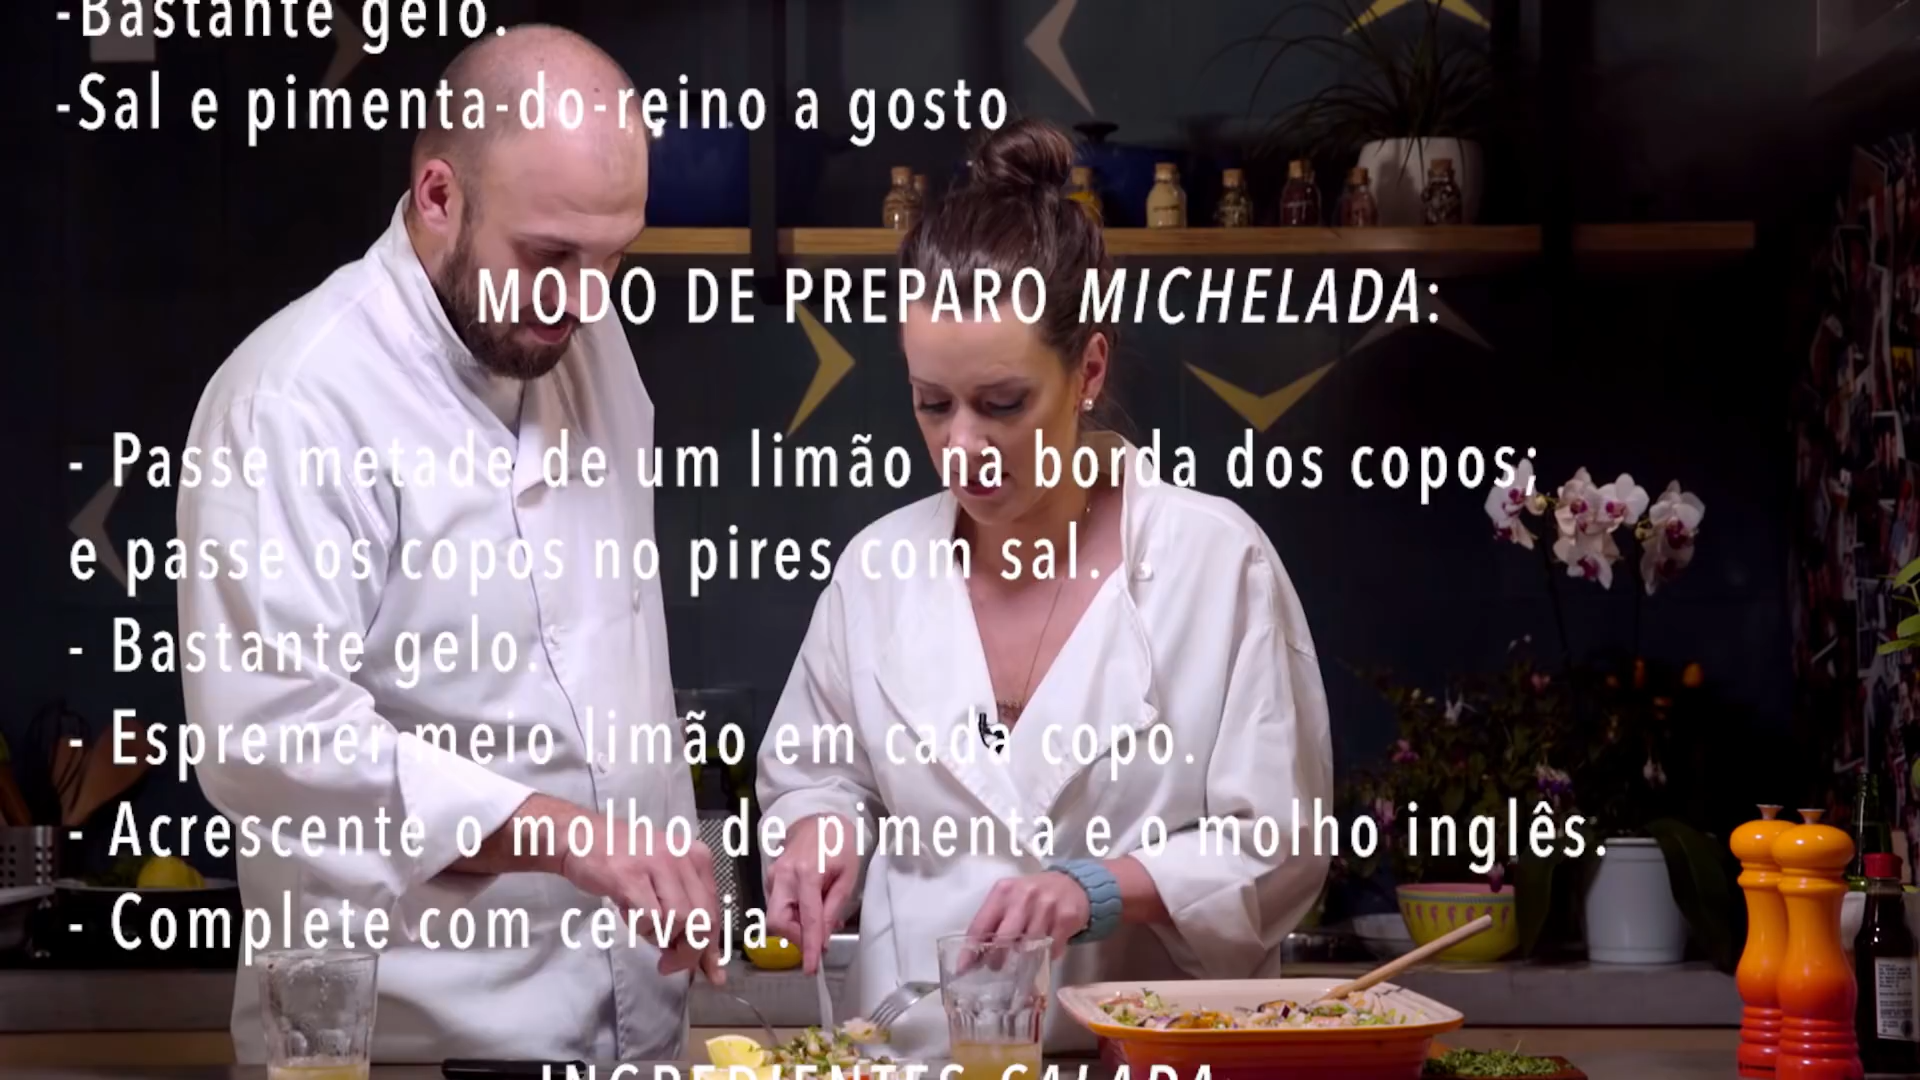 -Bastante gelo.
-Sal e pimenta-do-reino a gosto
MODO DE PREPARO MICHELADA:
- Passe metade de um limão na borda dos copos;
e passe os copos no pires com sal.
- Bastante gelo.
- Espremer meio limão em cada copo.
- Acrescente o molho de pimenta e o molho inglês.
- Complete com cerveja.
INGREDIENTES SALADA